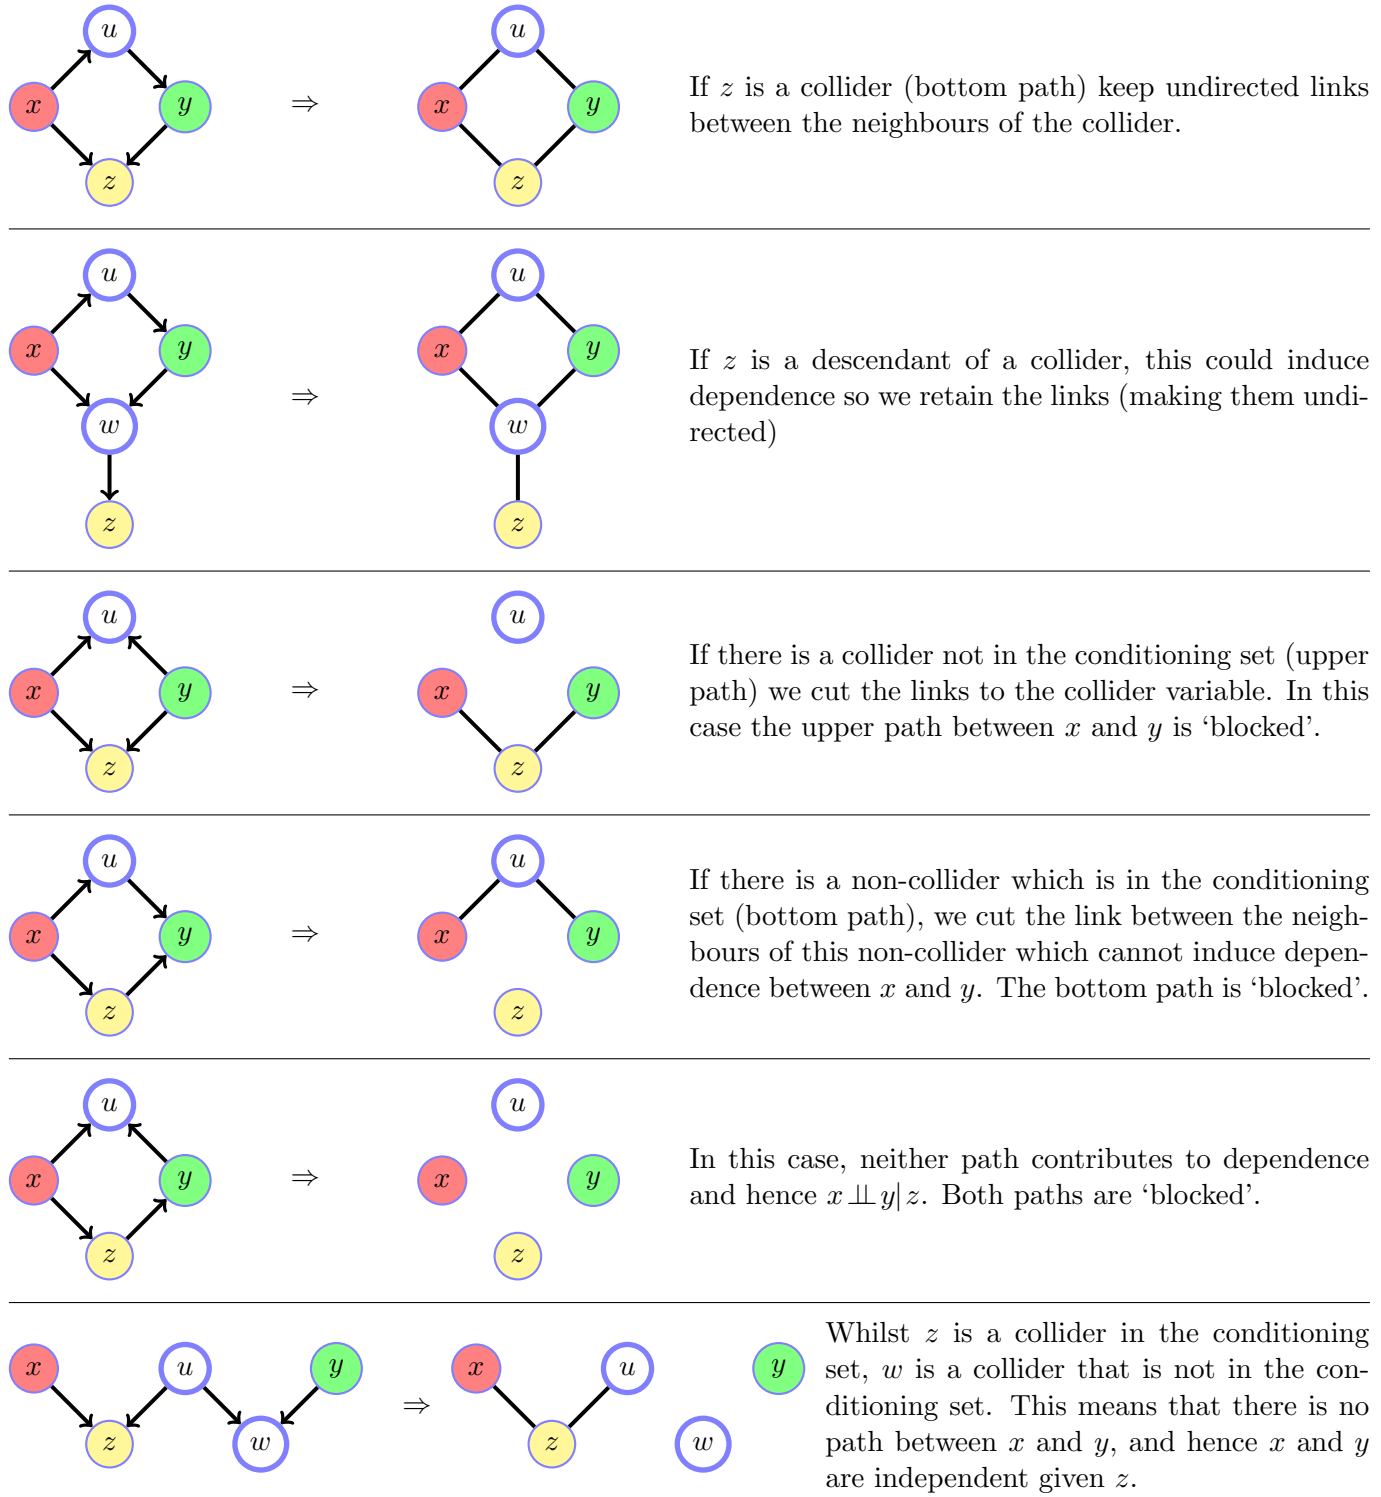 u
u
x
y
⇒
x
y
z
z
If z is a collider (bottom path) keep undirected links
between the neighbours of the collider.
u
u
x
y
x
y
⇒
w
w
z
z
If z is a descendant of a collider, this could induce
dependence so we retain the links (making them undi-
rected)
u
u
x
y
⇒
x
y
z
z
If there is a collider not in the conditioning set (upper
path) we cut the links to the collider variable. In this
case the upper path between x and y is ‘blocked’.
u
u
x
y
⇒
x
y
z
z
If there is a non-collider which is in the conditioning
set (bottom path), we cut the link between the neigh-
bours of this non-collider which cannot induce depen-
dence between x and y. The bottom path is ‘blocked’.
u
u
x
y
⇒
x
y
z
z
In this case, neither path contributes to dependence
and hence x ⫫ y| z. Both paths are ‘blocked’.
x
u
y
z
w
⇒
x
u
y
z
w
Whilst z is a collider in the conditioning
set, w is a collider that is not in the con-
ditioning set. This means that there is no
path between x and y, and hence x and y
are independent given z.